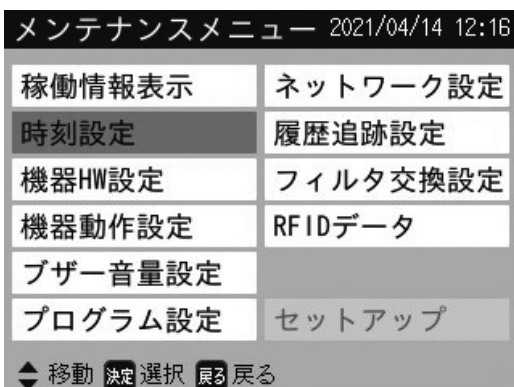 メンテナンスメニュー 2021/04/14 12:16
稼働情報表示
時刻設定
機器HW設定
機器動作設定
ブザー音量設定
プログラム設定
ネットワーク設定
履歴追跡設定
フィルタ交換設定
RFIDデータ
セットアップ
移動 決定 選択 戻る 戻る